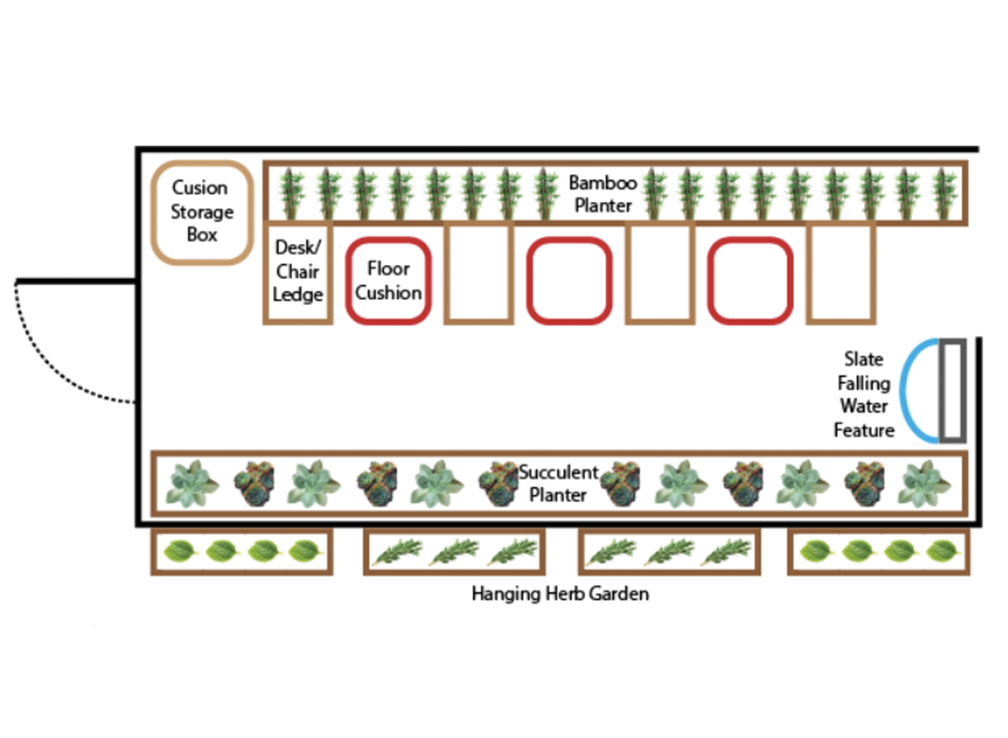 Cusion
Storage
Box
Bamboo
Planter
Desk/
Chair
Ledge
Floor
Cushion
Slate
Falling
Water
Feature
Succulent
Planter
Hanging Herb Garden